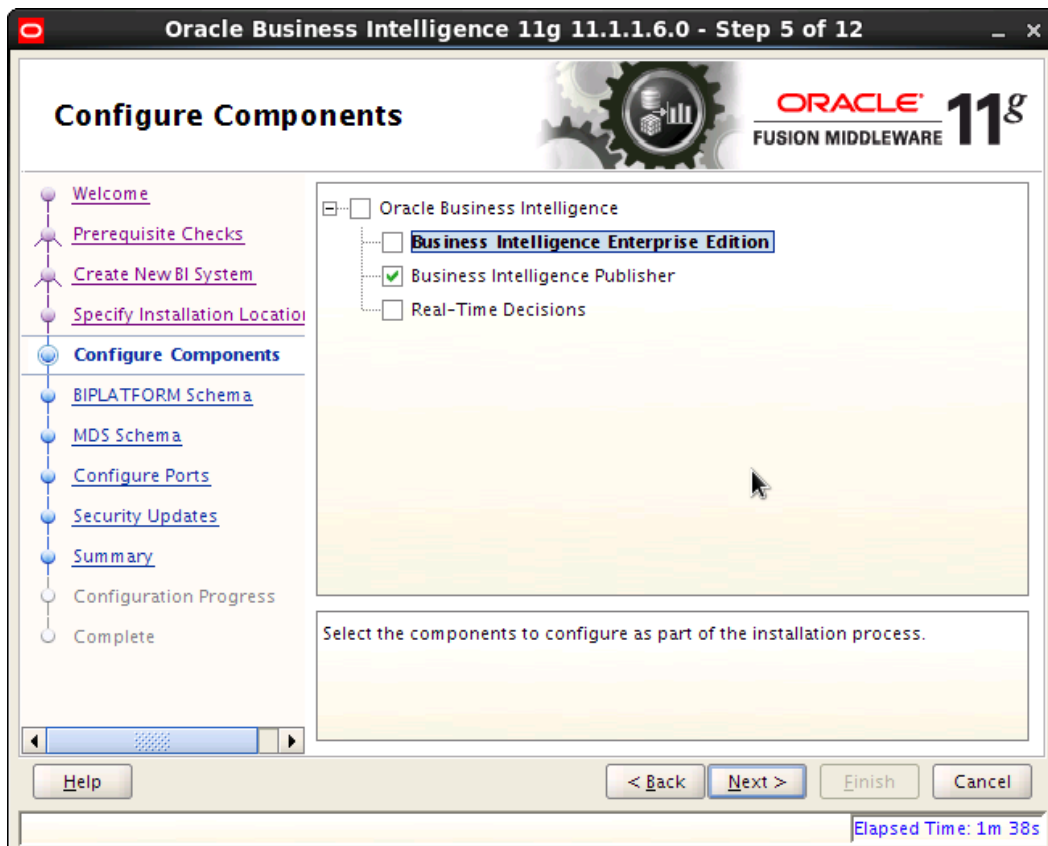 Oracle Business Intelligence 11g 11.1.1.6.0 - Step 5 of 12
Configure Components
ORACLE
FUSION MIDDLEWARE
11g
Welcome
Prerequisite Checks
Create New BI System
Specify Installation Location
Configure Components
BIPLATFORM Schema
MDS Schema
Configure Ports
Security Updates
Summary
Configuration Progress
Complete
Oracle Business Intelligence
Business Intelligence Enterprise Edition
Business Intelligence Publisher
Real-Time Decisions
Select the components to configure as part of the installation process.
Help
< Back
Next >
Finish
Cancel
Elapsed Time: 1m 38s